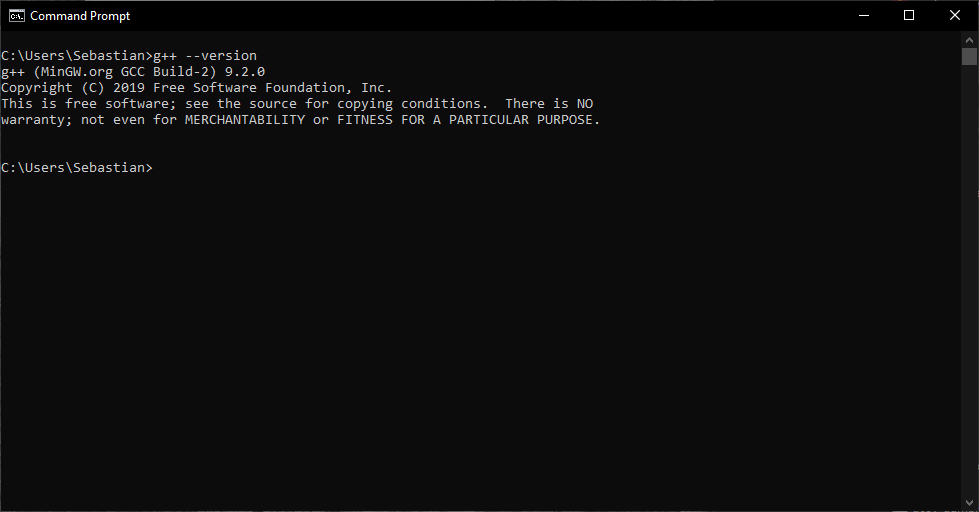 Command Prompt
C:\Users\Sebastian>g++ --version
g++ (MinGW.org GCC Build-2) 9.2.0
Copyright (C) 2019 Free Software Foundation, Inc.
This is free software; see the source for copying conditions.  There is NO
warranty; not even for MERCHANTABILITY or FITNESS FOR A PARTICULAR PURPOSE.
C:\Users\Sebastian>